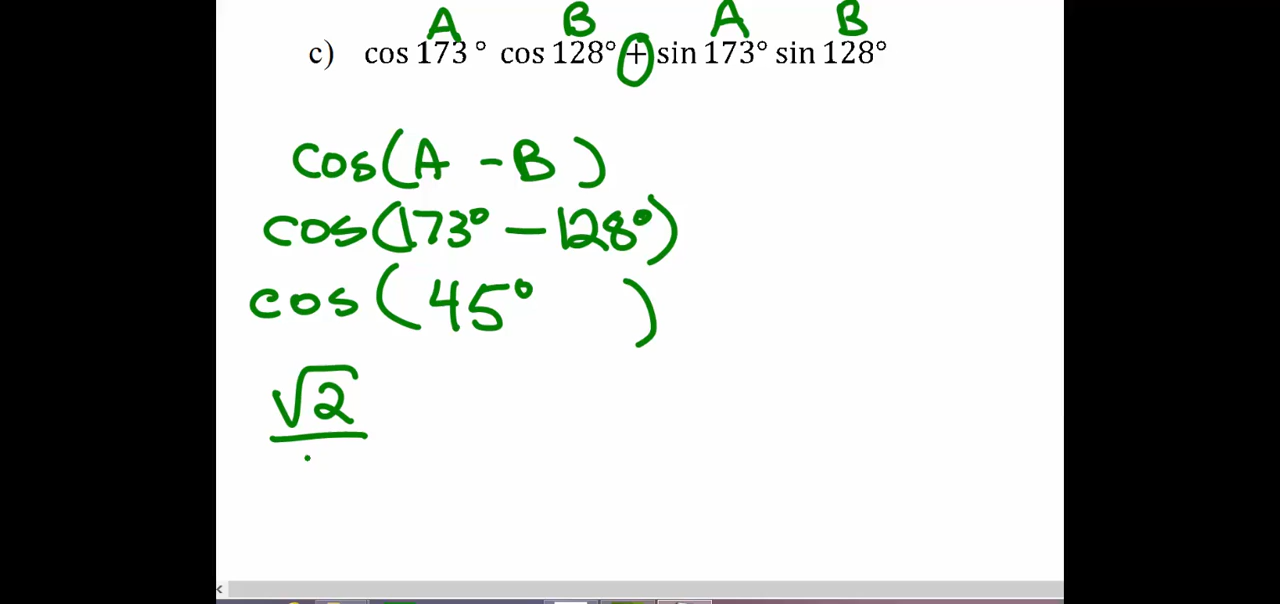 A B A B
c) cos 173° cos 128° + sin 173° sin 128°
cos(A - B)
cos(173° - 128°)
cos(45°)
√2